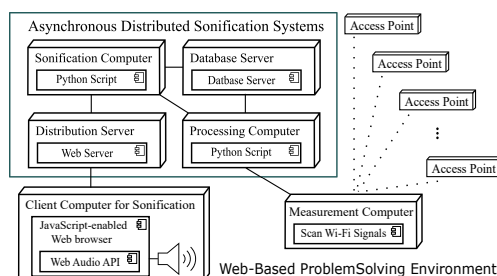 Asynchronous Distributed Sonification Systems
Sonification Computer
Python Script
Database Server
Datbase Server
Distribution Server
Web Server
Processing Computer
Python Script
Access Point
Access Point
Access Point
Access Point
Client Computer for Sonification
JavaScript-enabled
Web browser
Web Audio API
Measurement Computer
Scan Wi-Fi Signals
Web-Based ProblemSolving Environment